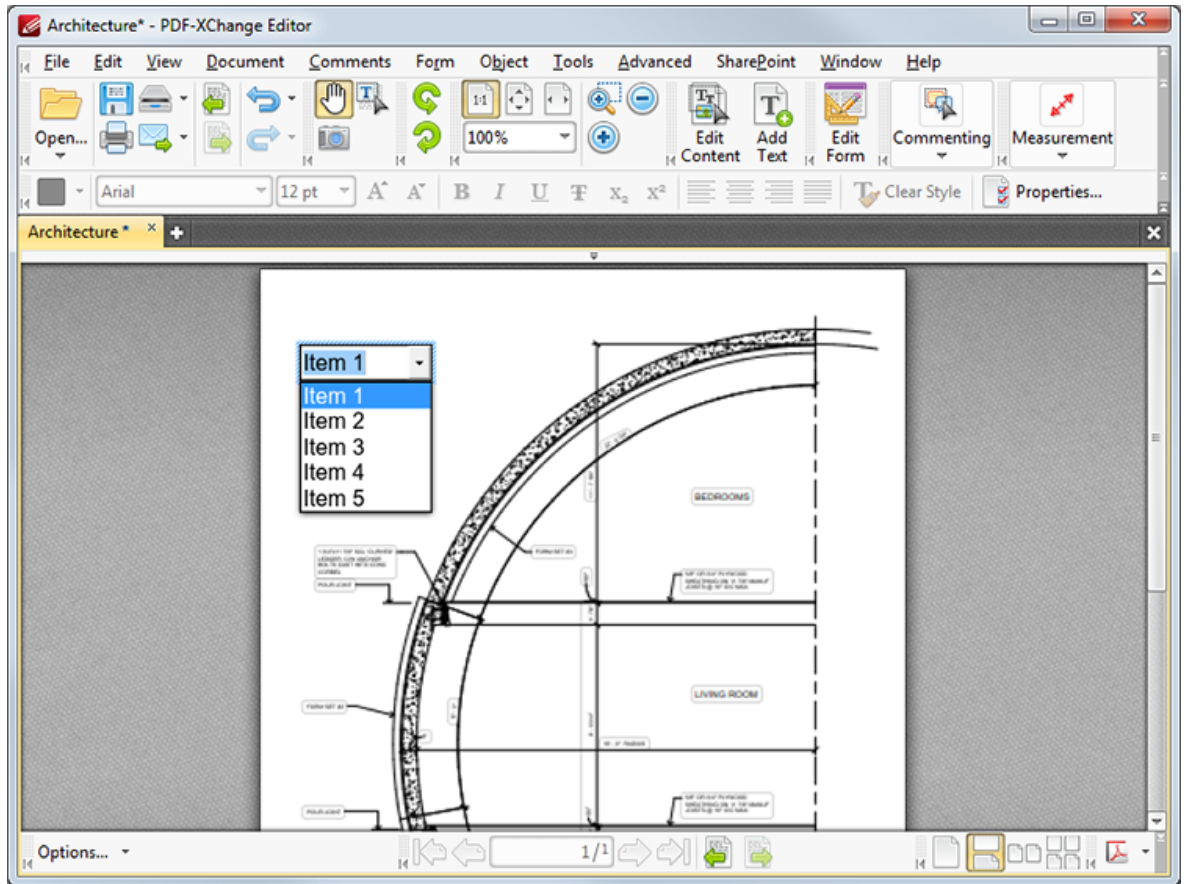 Architecture* - PDF-XChange Editor
File Edit View Document Comments Form Object Tools Advanced SharePoint Window Help
Open...
1:1
100%
Edit Content
Add Text
Edit Form
Commenting
Measurement
Arial 12 pt Clear Style Properties...
Architecture *
Item 1
Item 1
Item 2
Item 3
Item 4
Item 5
BEDROOMS
LIVING ROOM
Options... 1/1